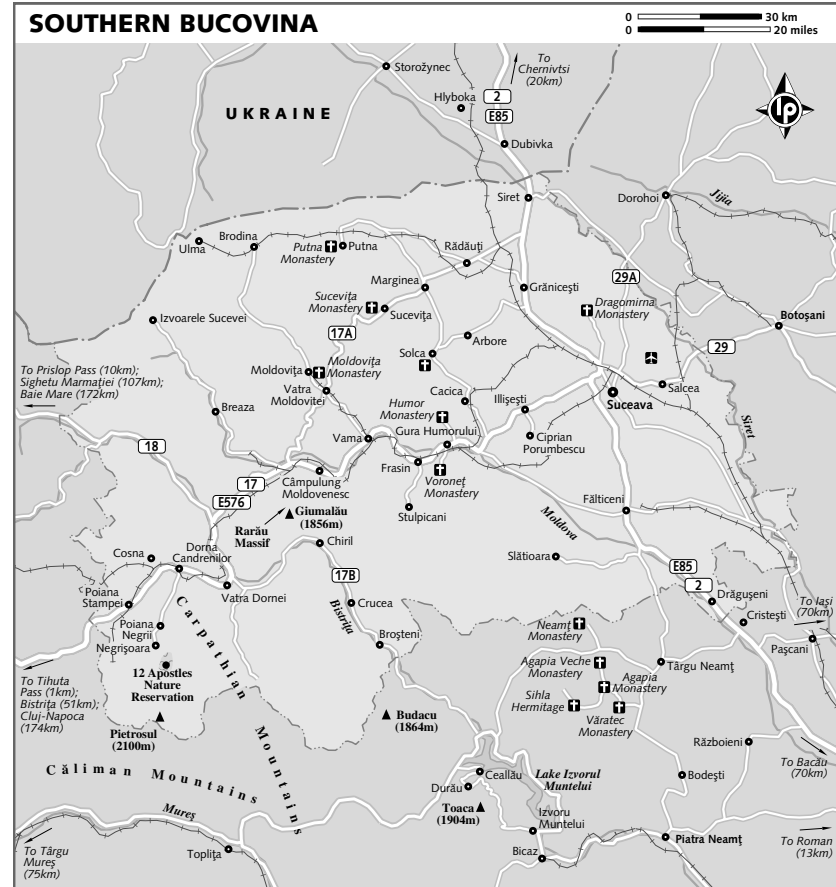 SOUTHERN BUCOVINA
0 30 km
0 20 miles
To
Chernivtsi
(20km)
Storožynec
Hlyboka
2
E85
UKRAINE
lp
Dubivka
Siret
Dorohoi
Jijia
Ulma
Brodina
Putna
Monastery
Putna
Rădăuţi
29A
Marginea
Grăniceşti
Dragomirna
Monastery
Suceviţa
Monastery
Suceviţa
Botoşani
Izvoarele Sucevei
17A
Arbore
29
Solca
To Prislop Pass (10km);
Sighetu Marmaţiei (107km);
Baie Mare (172km)
Moldoviţa
Moldoviţa
Monastery
Salcea
Vatra
Moldovitei
Cacica
Illişeşti
Suceava
Breaza
Humor
Monastery
Siret
18
Vama
Gura Humorului
Ciprian
Porumbescu
Frasin
17
Câmpulung
Moldovenesc
Voroneţ
Monastery
E576
Giumalău
(1856m)
Stulpicani
Fălticeni
Rarău
Massif
Moldova
Chiril
Cosna
Dorna
Candrenilor
Slătioara
E85
17B
2
Vatra Dornei
Drăguşeni
Poiana
Stampei
Crucea
Cristeşti
To Iaşi
(70km)
Bistriţa
Poiana
Negrii
Neamţ
Monastery
Paşcani
Negrişoara
Broşteni
Carpathian Mountains
Agapia Veche
Monastery
Târgu Neamţ
12 Apostles
Nature
Reservation
Agapia
Monastery
To Tihuta
Pass (1km);
Bistriţa (51km);
Cluj-Napoca
(174km)
Sihla
Hermitage
Văratec
Monastery
Budacu
(1864m)
Pietrosul
(2100m)
Războieni
To Bacău
(70km)
Căliman Mountains
Ceallău
Lake Izvorul
Muntelui
Bodeşti
Durău
Toaca
(1904m)
Mureş
Izvoru
Muntelui
Piatra Neamţ
To Târgu
Mureş
(75km)
Topliţa
Bicaz
To Roman
(13km)